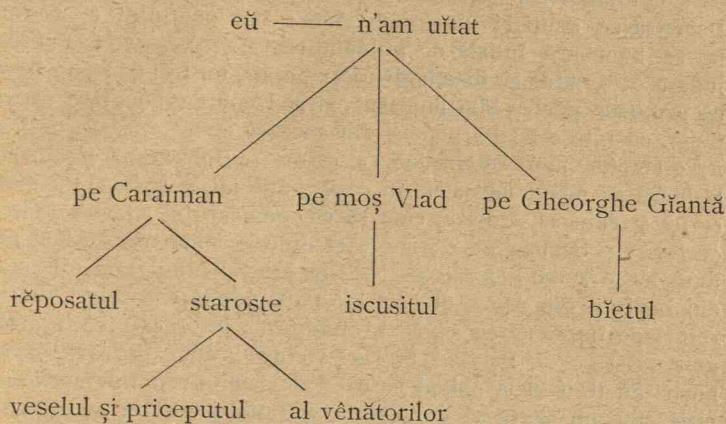 eŭ n'am uĭtat
pe Caraĭman pe moș Vlad pe Gheorghe Gĭantă
rĕposatul staroste iscusitul bĭetul
veselul și priceputul al vênătorilor